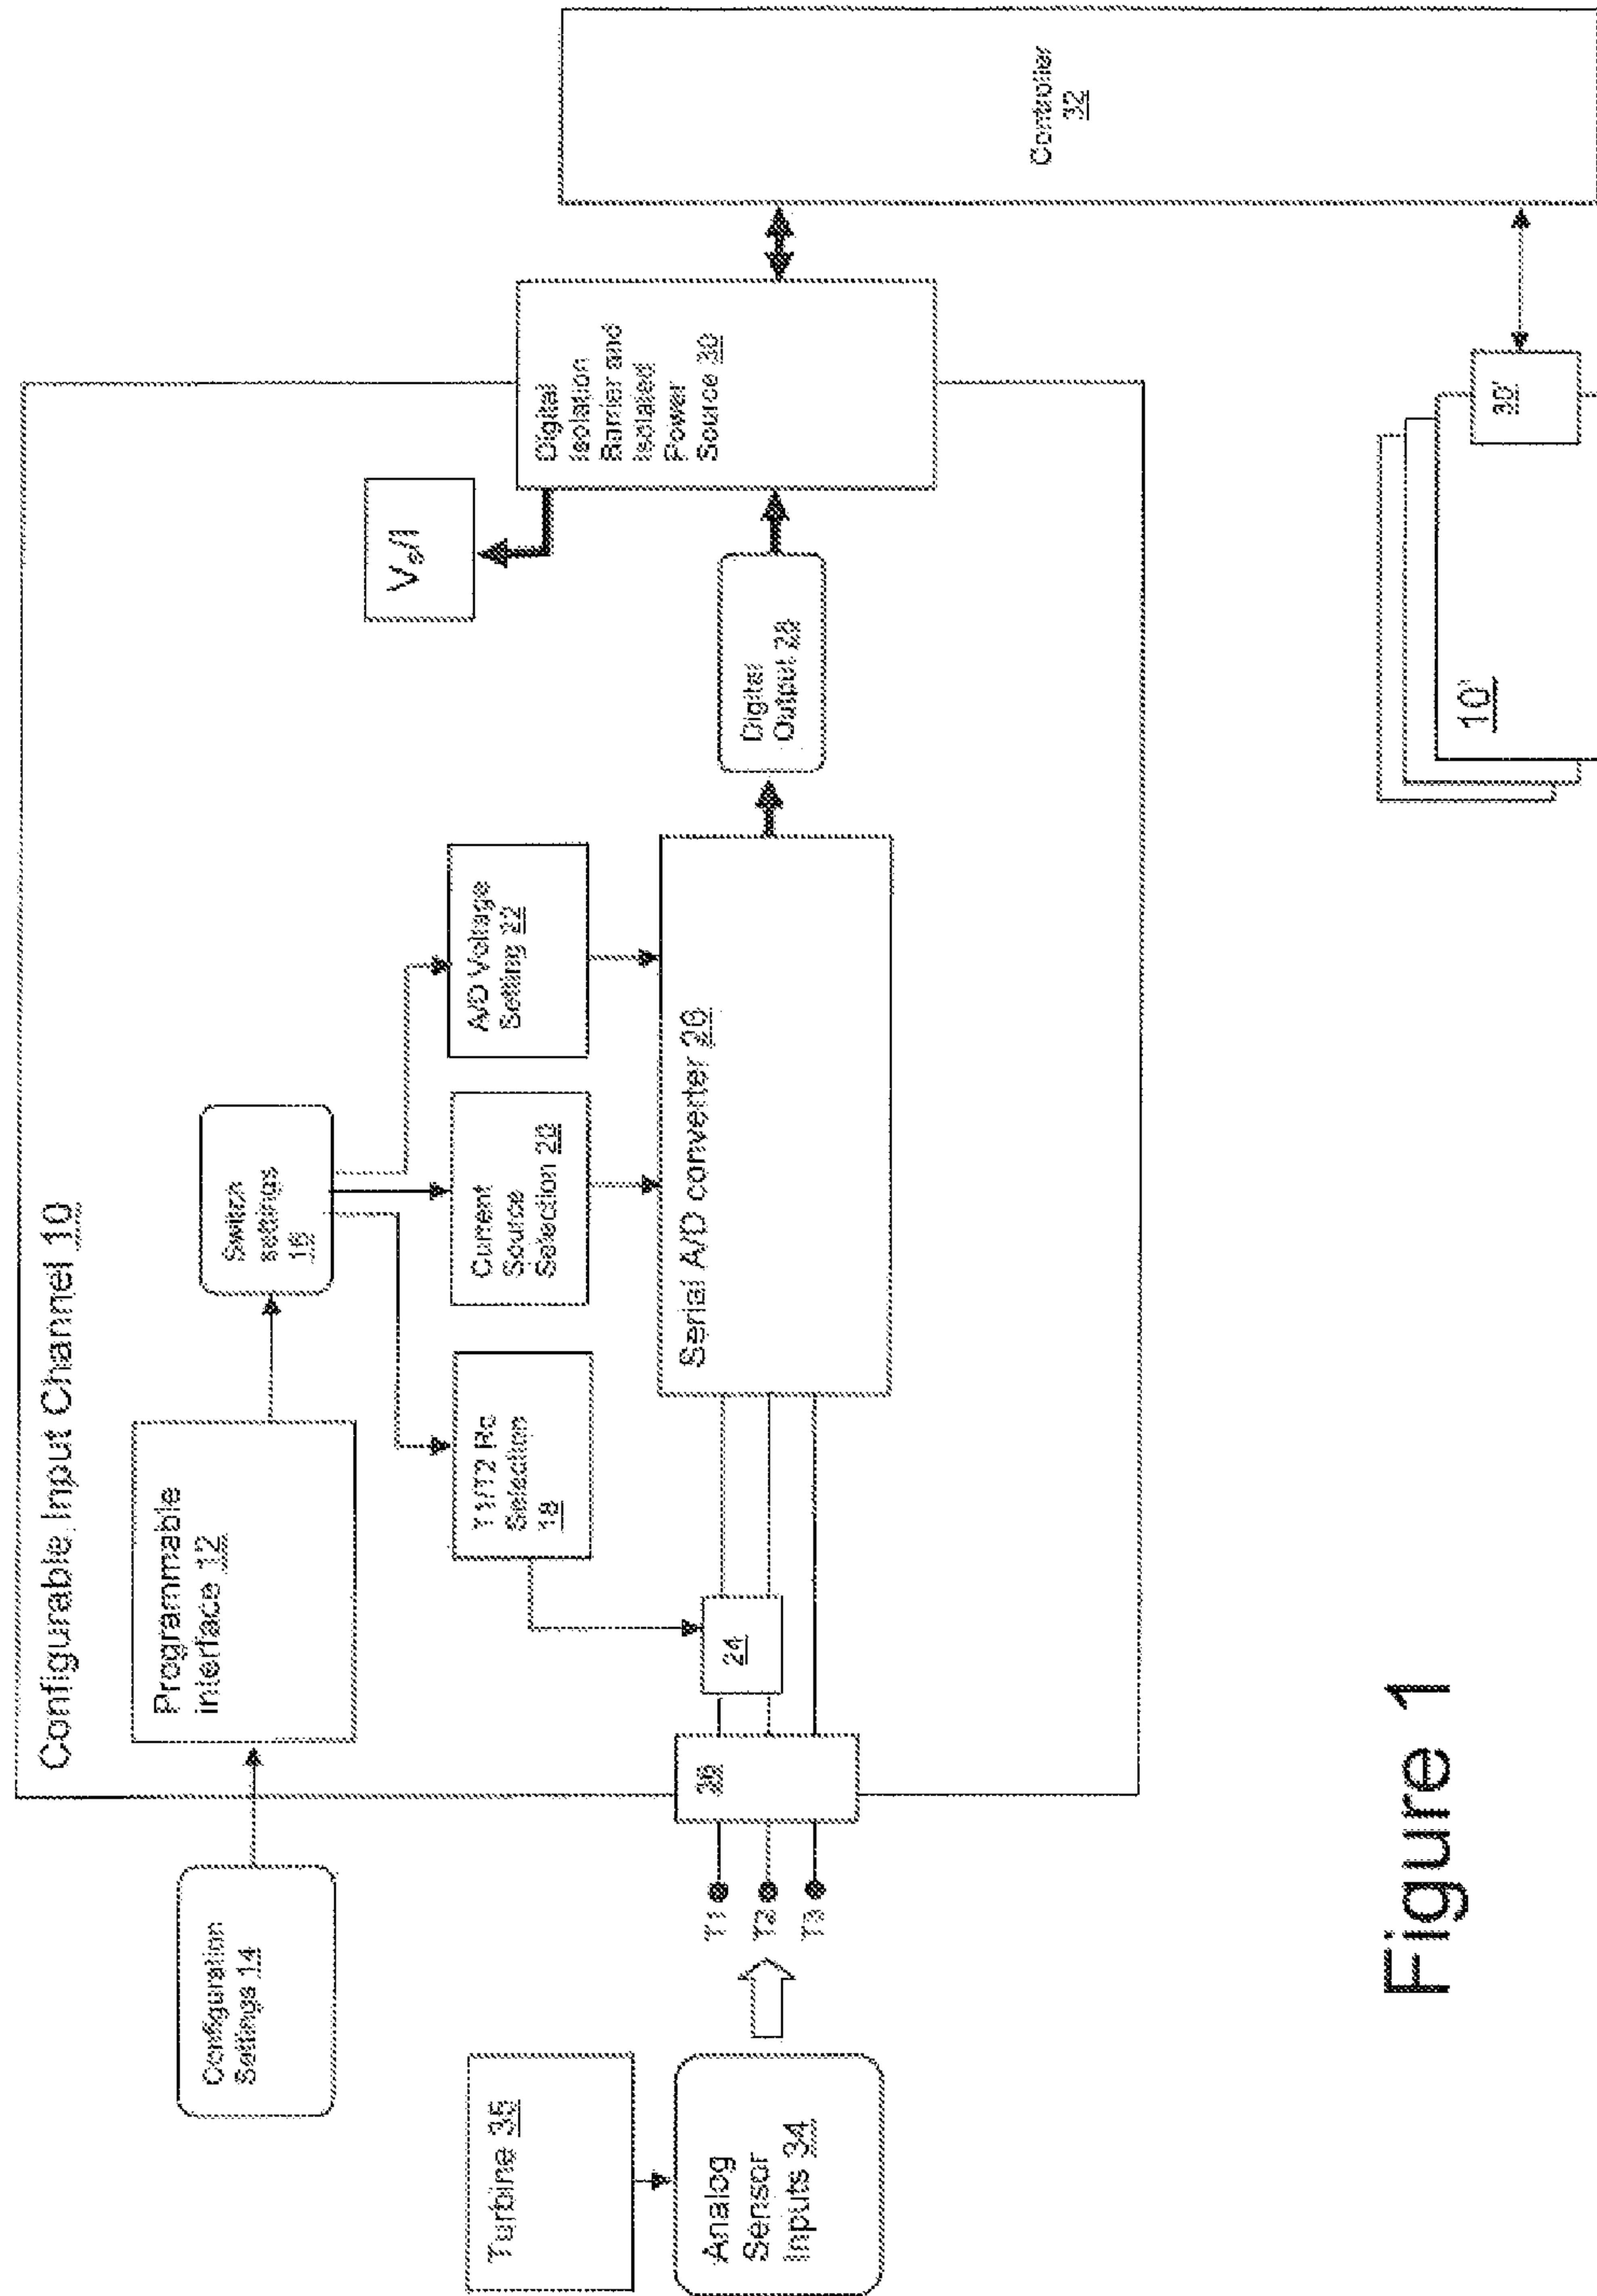 Configurable Input Channel 10
Configuration
Settings 14
Programmable
interface 12
Switch
settings
16
T1/T2 Rc
Selection
18
Current
Source
Selection 20
A/D Voltage
Setting 22
Vs/I
Turbine 35
Analog
Sensor
Inputs 34
T1
T2
T3
36
24
Serial A/D converter 26
Digital
Output 28
Digital
Isolation
Barrier and
Isolated
Power
Source 30
Controller
32
10'
30'
Figure 1